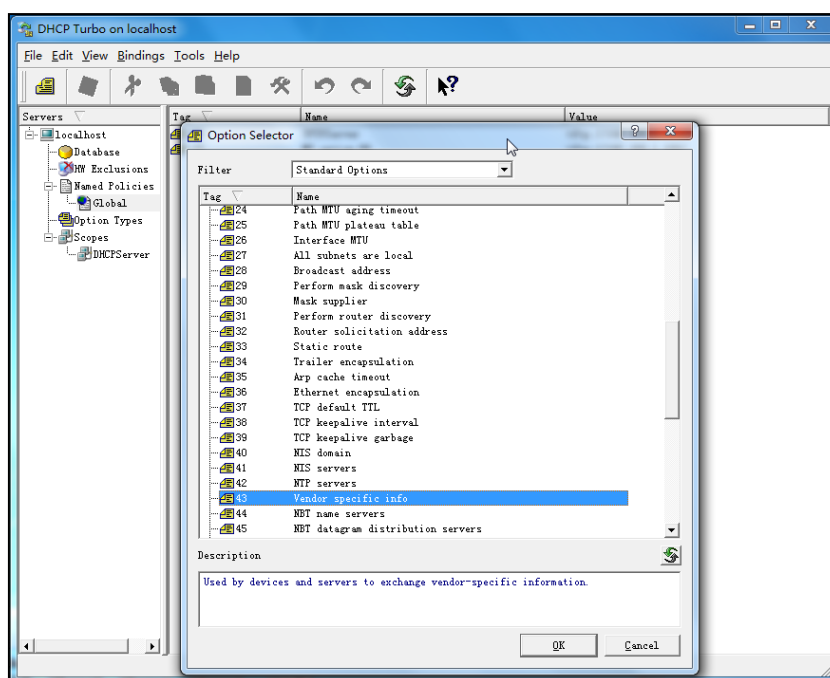 DHCP Turbo on localhost
File Edit View Bindings Tools Help
Servers
Tag Name Value
localhost
Database
HW Exclusions
Named Policies
Global
Option Types
Scopes
DHCPServer
Option Selector
Filter Standard Options
Tag Name
24 Path MTU aging timeout
25 Path MTU plateau table
26 Interface MTU
27 All subnets are local
28 Broadcast address
29 Perform mask discovery
30 Mask supplier
31 Perform router discovery
32 Router solicitation address
33 Static route
34 Trailer encapsulation
35 Arp cache timeout
36 Ethernet encapsulation
37 TCP default TTL
38 TCP keepalive interval
39 TCP keepalive garbage
40 NIS domain
41 NIS servers
42 NTP servers
43 Vendor specific info
44 NBT name servers
45 NBT datagram distribution servers
Description
Used by devices and servers to exchange vendor-specific information.
OK Cancel